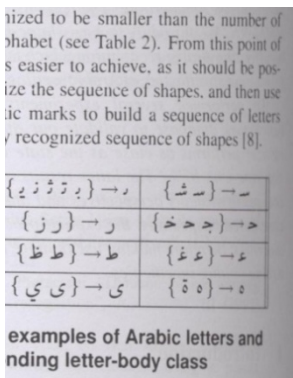 nized to be smaller than the number of
phabet (see Table 2). From this point of
s easier to achieve, as it should be pos-
ize the sequence of shapes, and then use
tic marks to build a sequence of letters
y recognized sequence of shapes [8].
{ر ز} → ر {ج ح خ} → ح
{ط ظ} → ط {ع غ} → ء
{ى ي} → ى {ه ة} → ه
examples of Arabic letters and
nding letter-body class